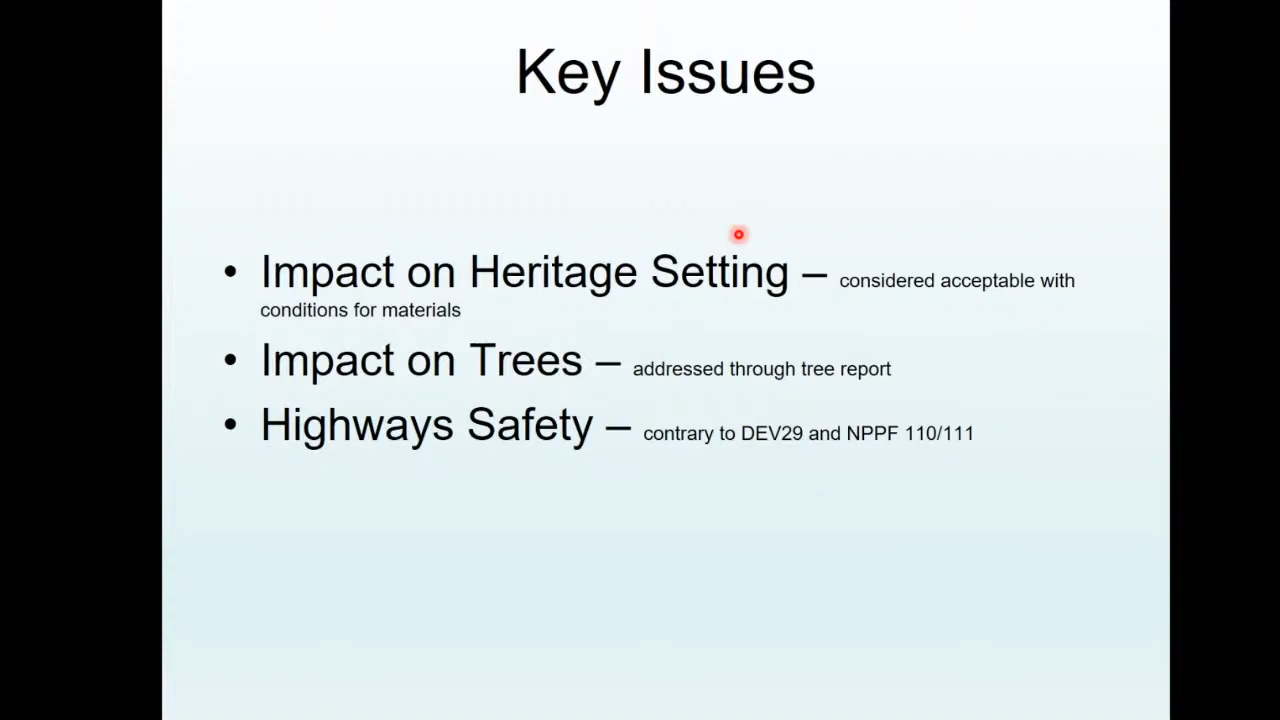 Key Issues
• Impact on Heritage Setting – considered acceptable with
conditions for materials
• Impact on Trees – addressed through tree report
• Highways Safety – contrary to DEV29 and NPPF 110/111